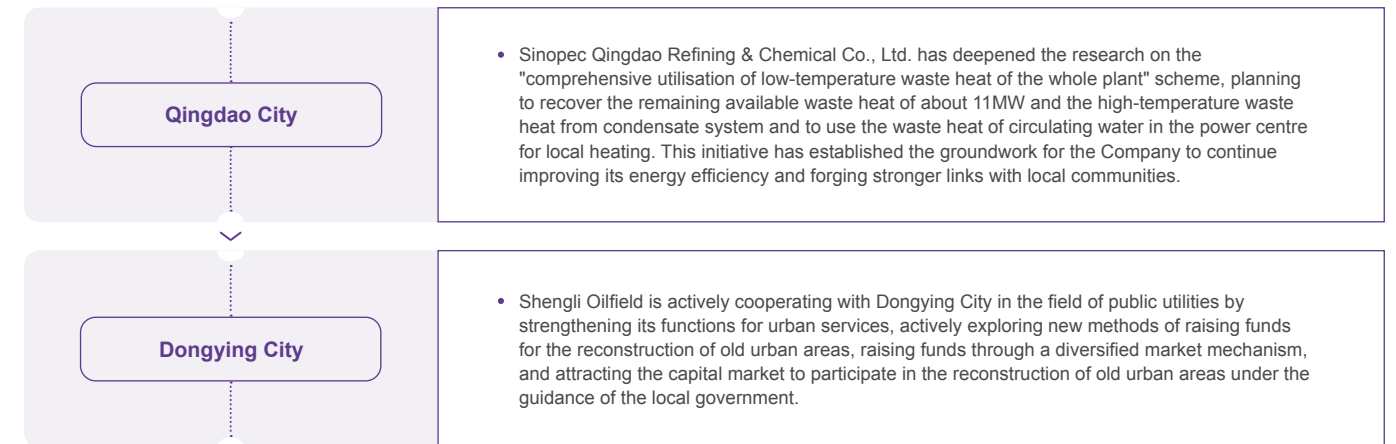 Qingdao City
• Sinopec Qingdao Refining & Chemical Co., Ltd. has deepened the research on the
"comprehensive utilisation of low-temperature waste heat of the whole plant" scheme, planning
to recover the remaining available waste heat of about 11MW and the high-temperature waste
heat from condensate system and to use the waste heat of circulating water in the power centre
for local heating. This initiative has established the groundwork for the Company to continue
improving its energy efficiency and forging stronger links with local communities.
Dongying City
• Shengli Oilfield is actively cooperating with Dongying City in the field of public utilities by
strengthening its functions for urban services, actively exploring new methods of raising funds
for the reconstruction of old urban areas, raising funds through a diversified market mechanism,
and attracting the capital market to participate in the reconstruction of old urban areas under the
guidance of the local government.